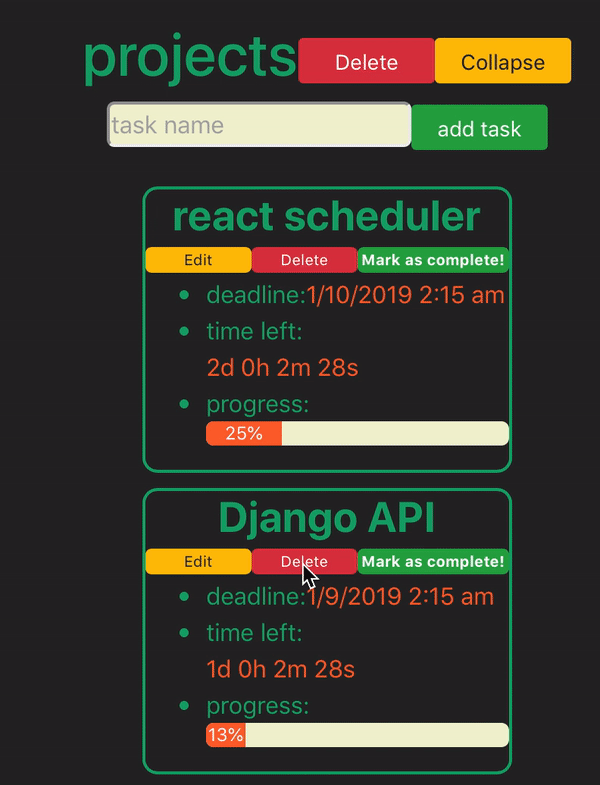 projects Delete Collapse
task name add task
react scheduler
Edit Delete Mark as complete!
deadline:1/10/2019 2:15 am
time left:
2d 0h 2m 28s
progress:
25%
Django API
Edit Delete Mark as complete!
deadline:1/9/2019 2:15 am
time left:
1d 0h 2m 28s
progress:
13%